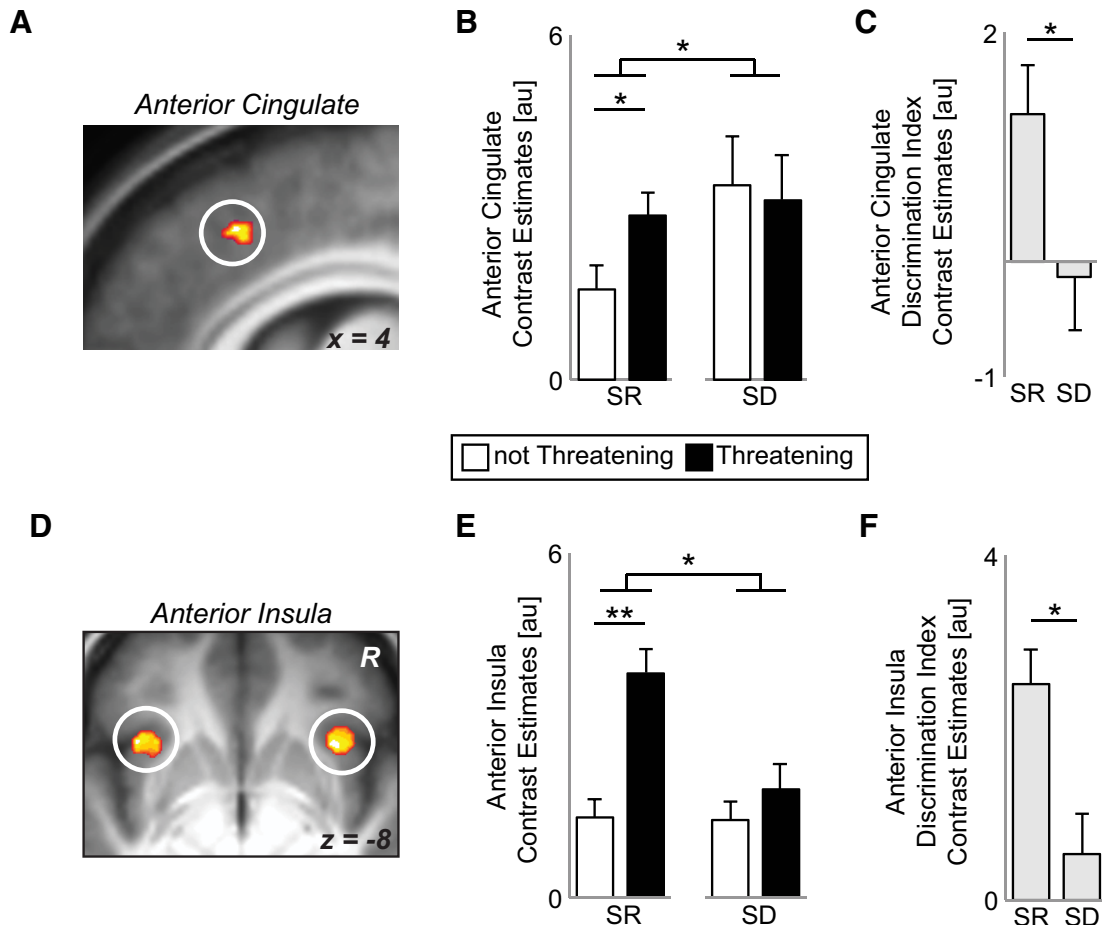 A
Anterior Cingulate
x = 4
B
Anterior Cingulate
Contrast Estimates [au]
6
0
*
*
SR
SD
C
Anterior Cingulate
Discrimination Index
Contrast Estimates [au]
2
-1
*
SR SD
not Threatening Threatening
D
Anterior Insula
R
z = -8
E
Anterior Insula
Contrast Estimates [au]
6
0
*
**
SR
SD
F
Anterior Insula
Discrimination Index
Contrast Estimates [au]
4
0
*
SR SD